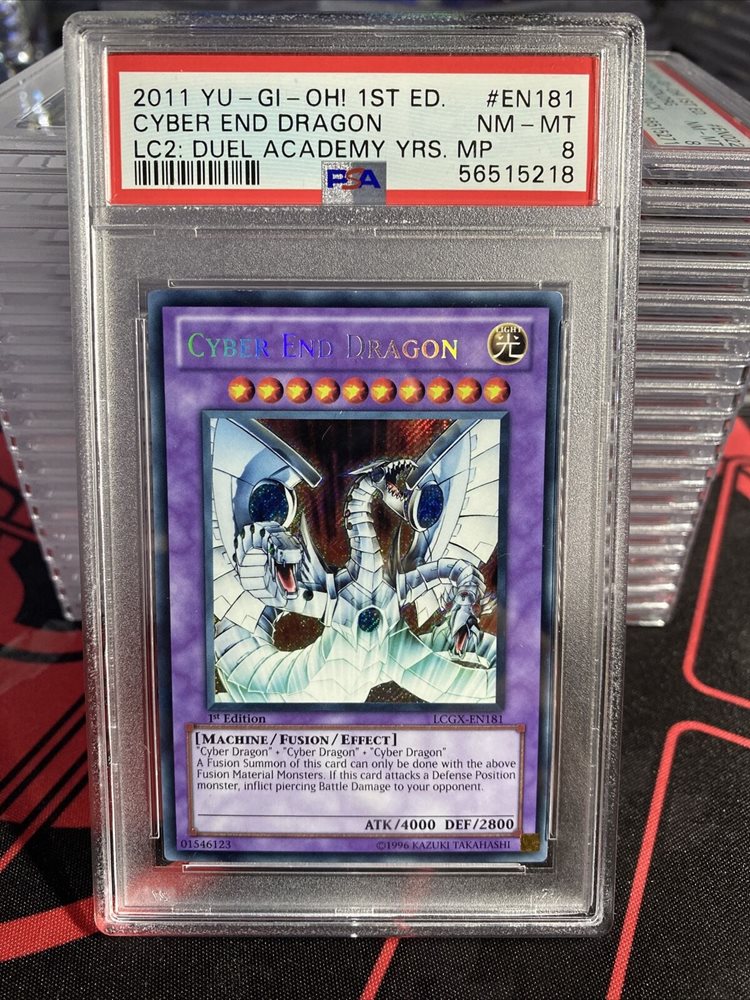 2011 YU-GI-OH! 1ST ED. #EN181
CYBER END DRAGON NM-MT
LC2: DUEL ACADEMY YRS. MP 8
PSA 56515218
CYBER END DRAGON
LIGHT
光
1st Edition LCGX-EN181
[MACHINE/FUSION/EFFECT]
"Cyber Dragon" + "Cyber Dragon" + "Cyber Dragon"
A Fusion Summon of this card can only be done with the above
Fusion Material Monsters. If this card attacks a Defense Position
monster, inflict piercing Battle Damage to your opponent.
ATK/4000 DEF/2800
01546123 ©1996 KAZUKI TAKAHASHI